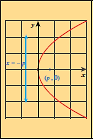 y
x = − p
x
(p , 0)